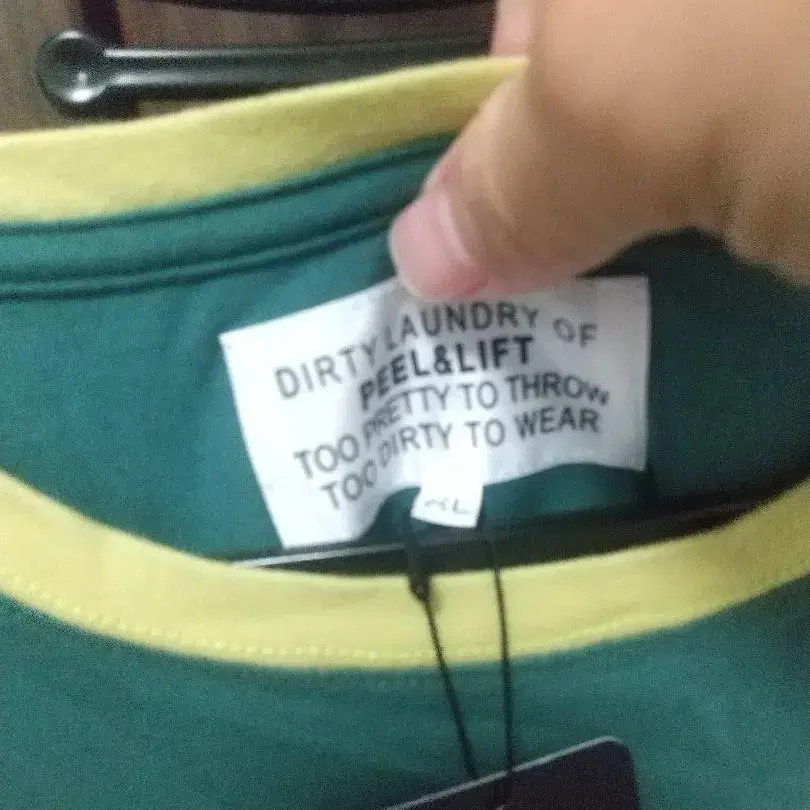 DIRTY LAUNDRY OF
PEEL&LIFT
TOO PRETTY TO THROW
TOO DIRTY TO WEAR
XL